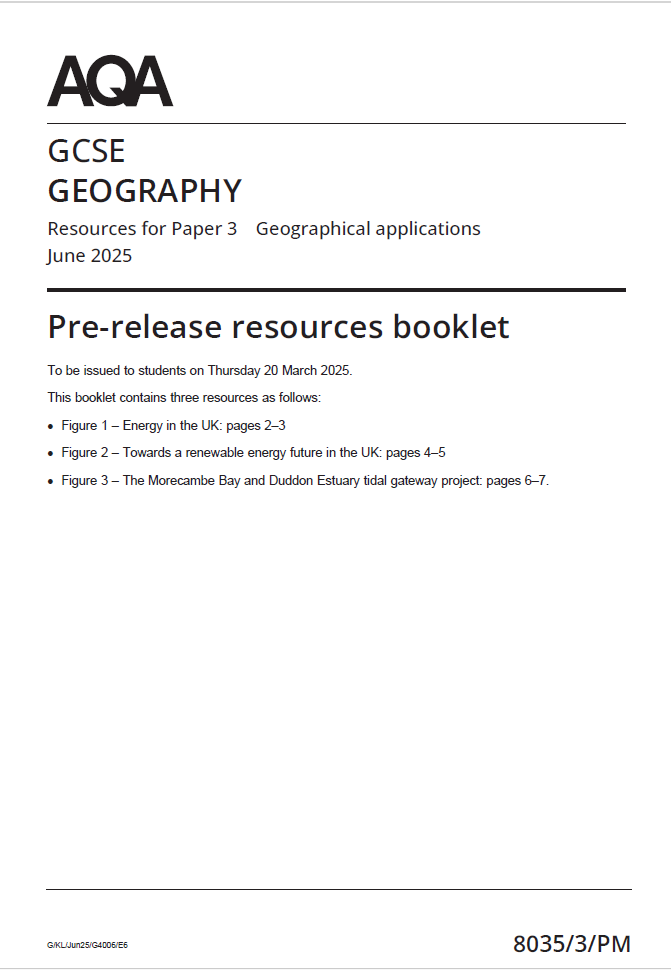 AQA
GCSE
GEOGRAPHY
Resources for Paper 3 Geographical applications
June 2025
Pre-release resources booklet
To be issued to students on Thursday 20 March 2025.
This booklet contains three resources as follows:
• Figure 1 – Energy in the UK: pages 2–3
• Figure 2 – Towards a renewable energy future in the UK: pages 4–5
• Figure 3 – The Morecambe Bay and Duddon Estuary tidal gateway project: pages 6–7.
G/KL/Jun25/G4006/E6
8035/3/PM